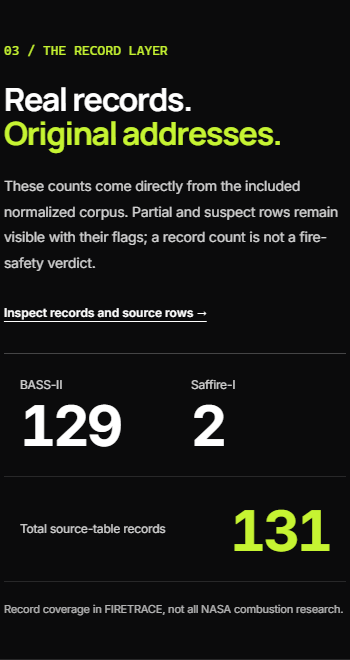 03 / THE RECORD LAYER
Real records.
Original addresses.
These counts come directly from the included
normalized corpus. Partial and suspect rows remain
visible with their flags; a record count is not a fire-
safety verdict.
Inspect records and source rows →
BASS-II
Saffire-I
129
2
Total source-table records
131
Record coverage in FIRETRACE, not all NASA combustion research.